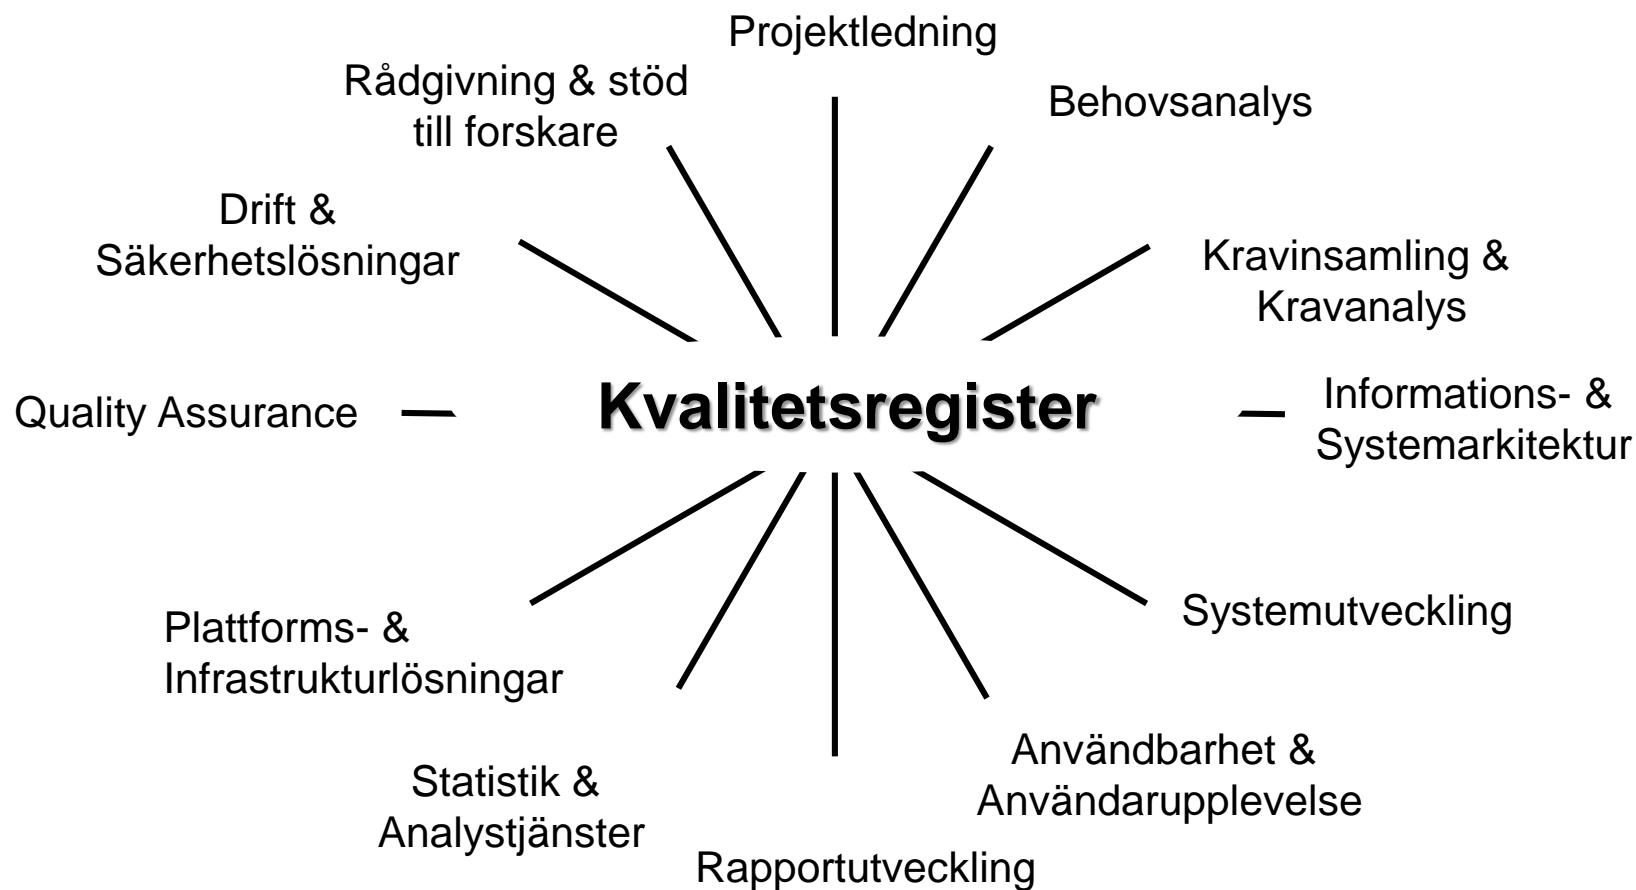 Projektledning
Rådgivning & stöd
till forskare
Behovsanalys
Drift &
Säkerhetslösningar
Kravinsamling &
Kravanalys
Quality Assurance
Kvalitetsregister
Informations- &
Systemarkitektur
Plattforms- &
Infrastrukturlösningar
Systemutveckling
Statistik &
Analystjänster
Användbarhet &
Användarupplevelse
Rapportutveckling